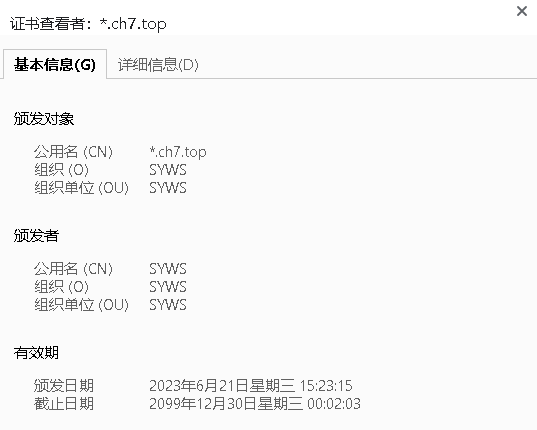 证书查看者：*.ch7.top
基本信息(G) 详细信息(D)
颁发对象
公用名 (CN) *.ch7.top
组织 (O) SYWS
组织单位 (OU) SYWS
颁发者
公用名 (CN) SYWS
组织 (O) SYWS
组织单位 (OU) SYWS
有效期
颁发日期 2023年6月21日星期三 15:23:15
截止日期 2099年12月30日星期三 00:02:03